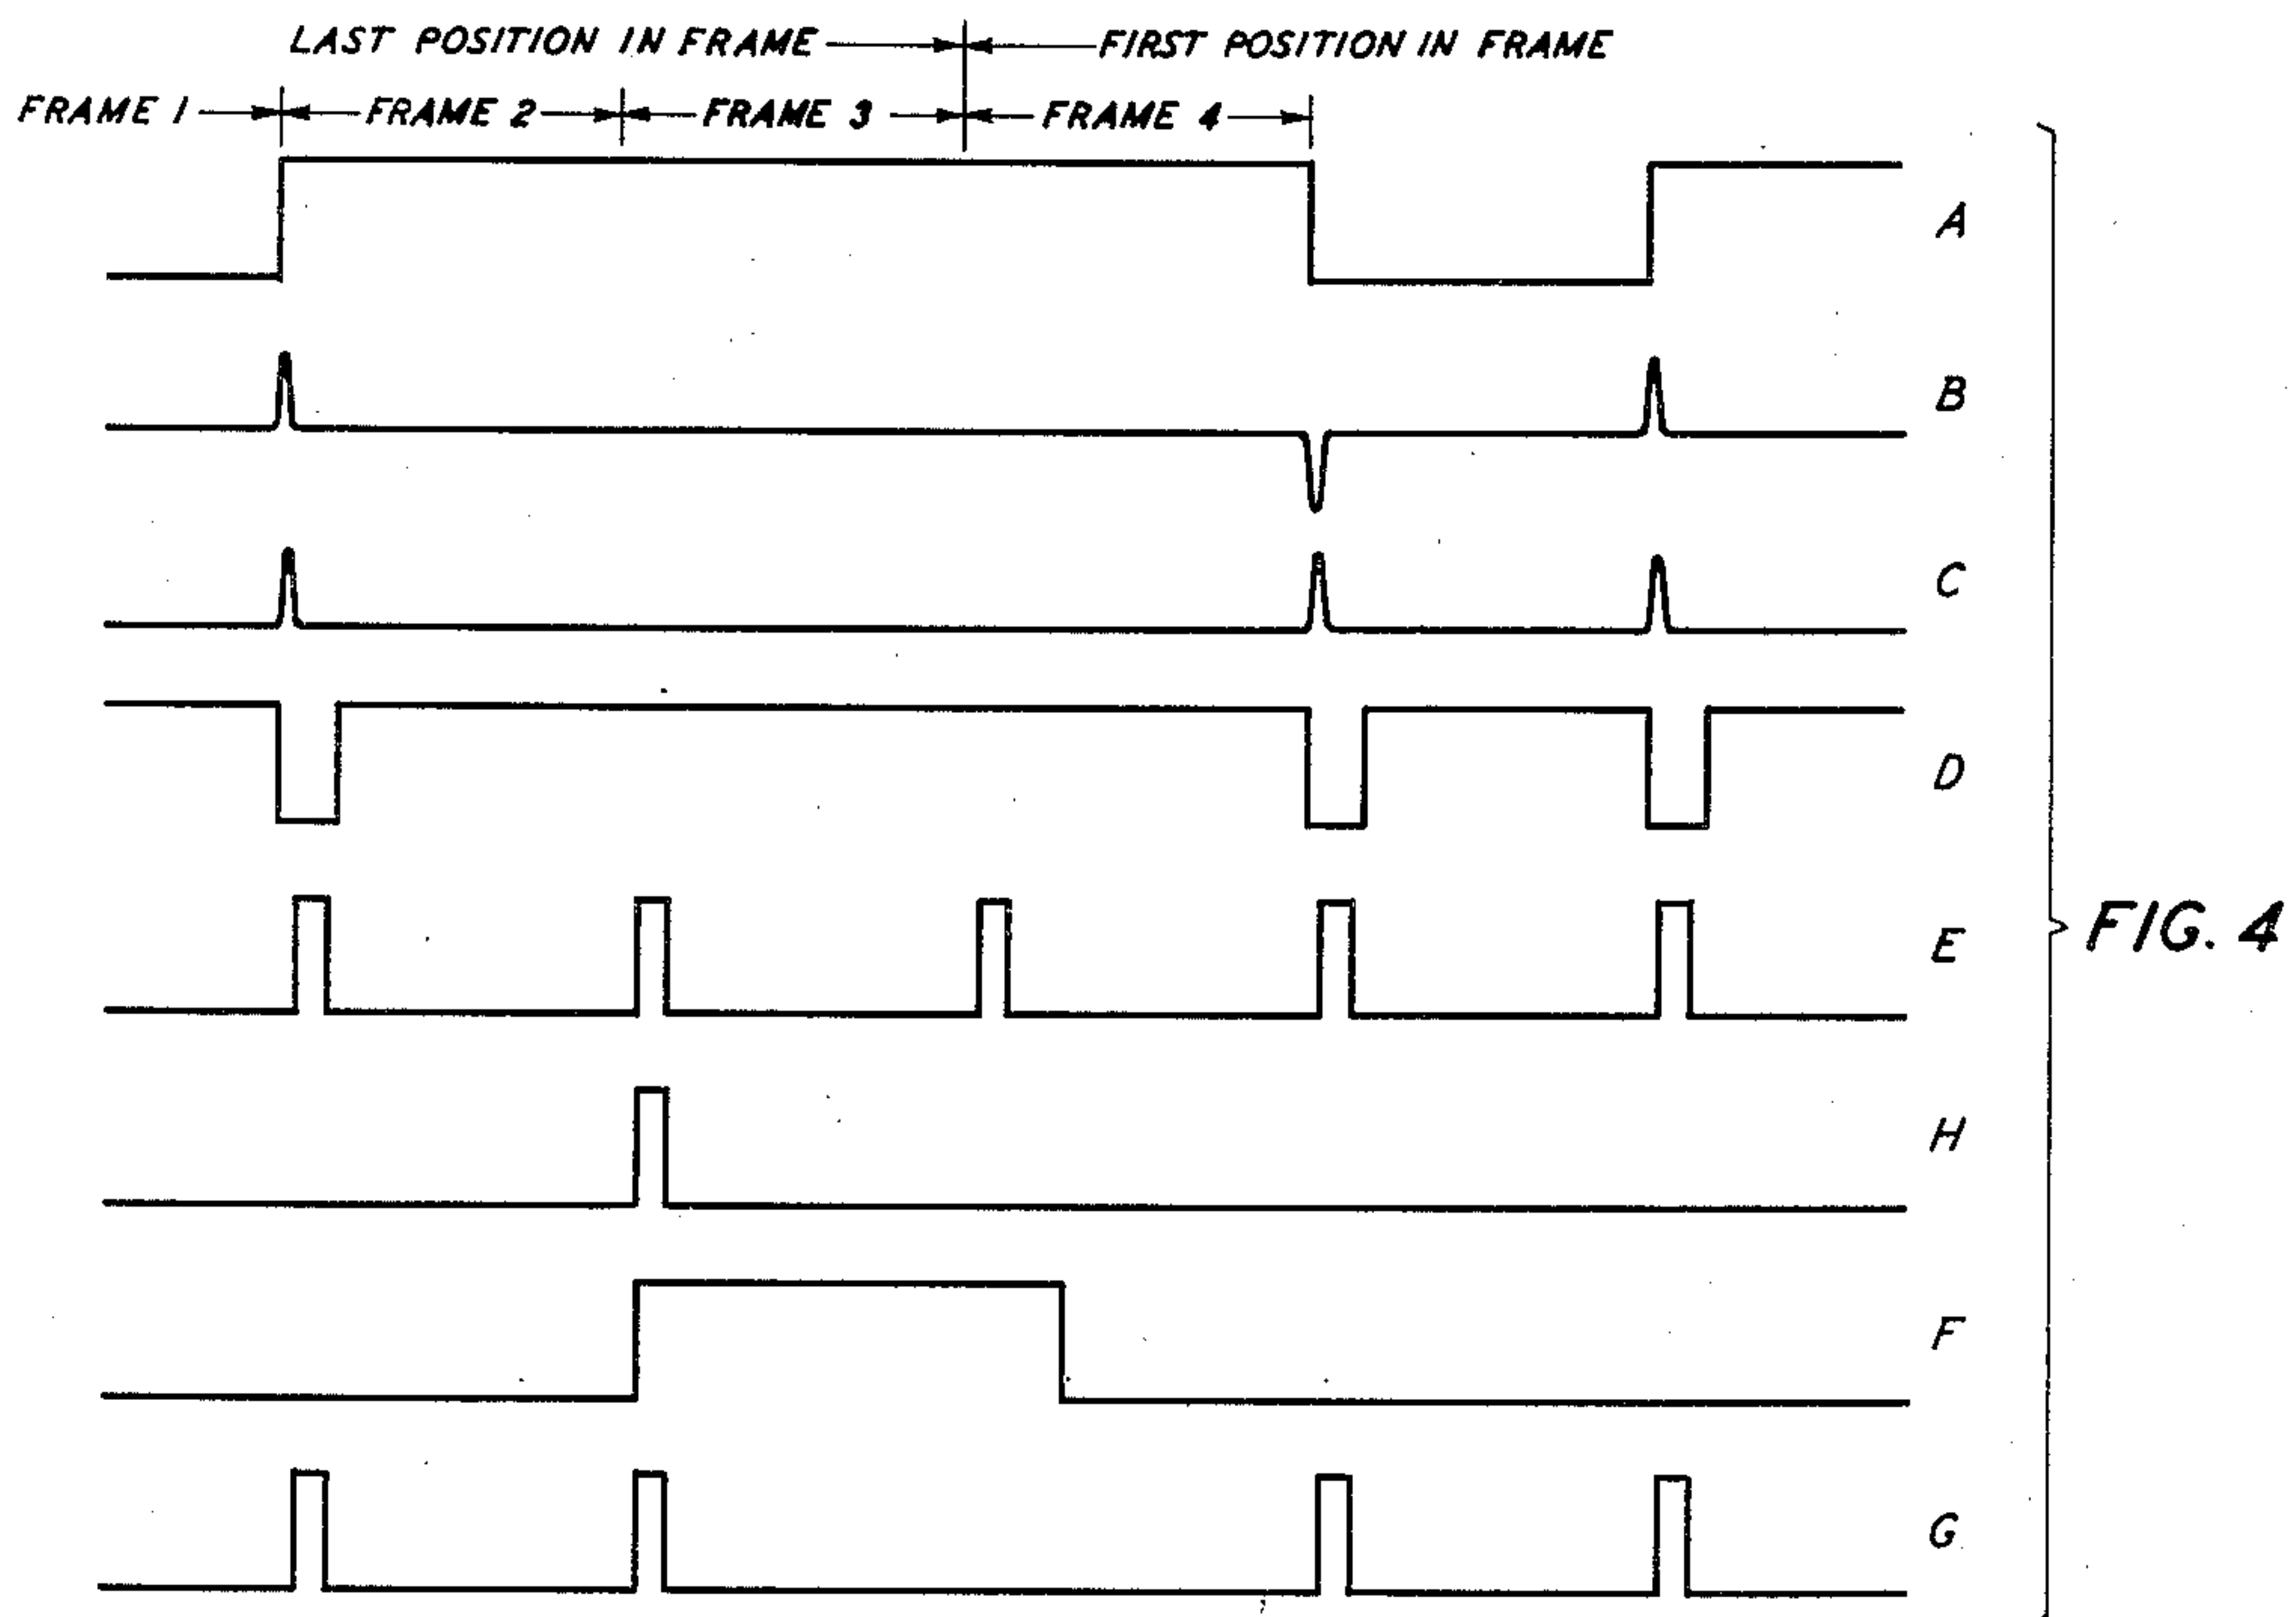 LAST POSITION IN FRAME FIRST POSITION IN FRAME
FRAME 1 FRAME 2 FRAME 3 FRAME 4
A
B
C
D
E
FIG. 4
H
F
G